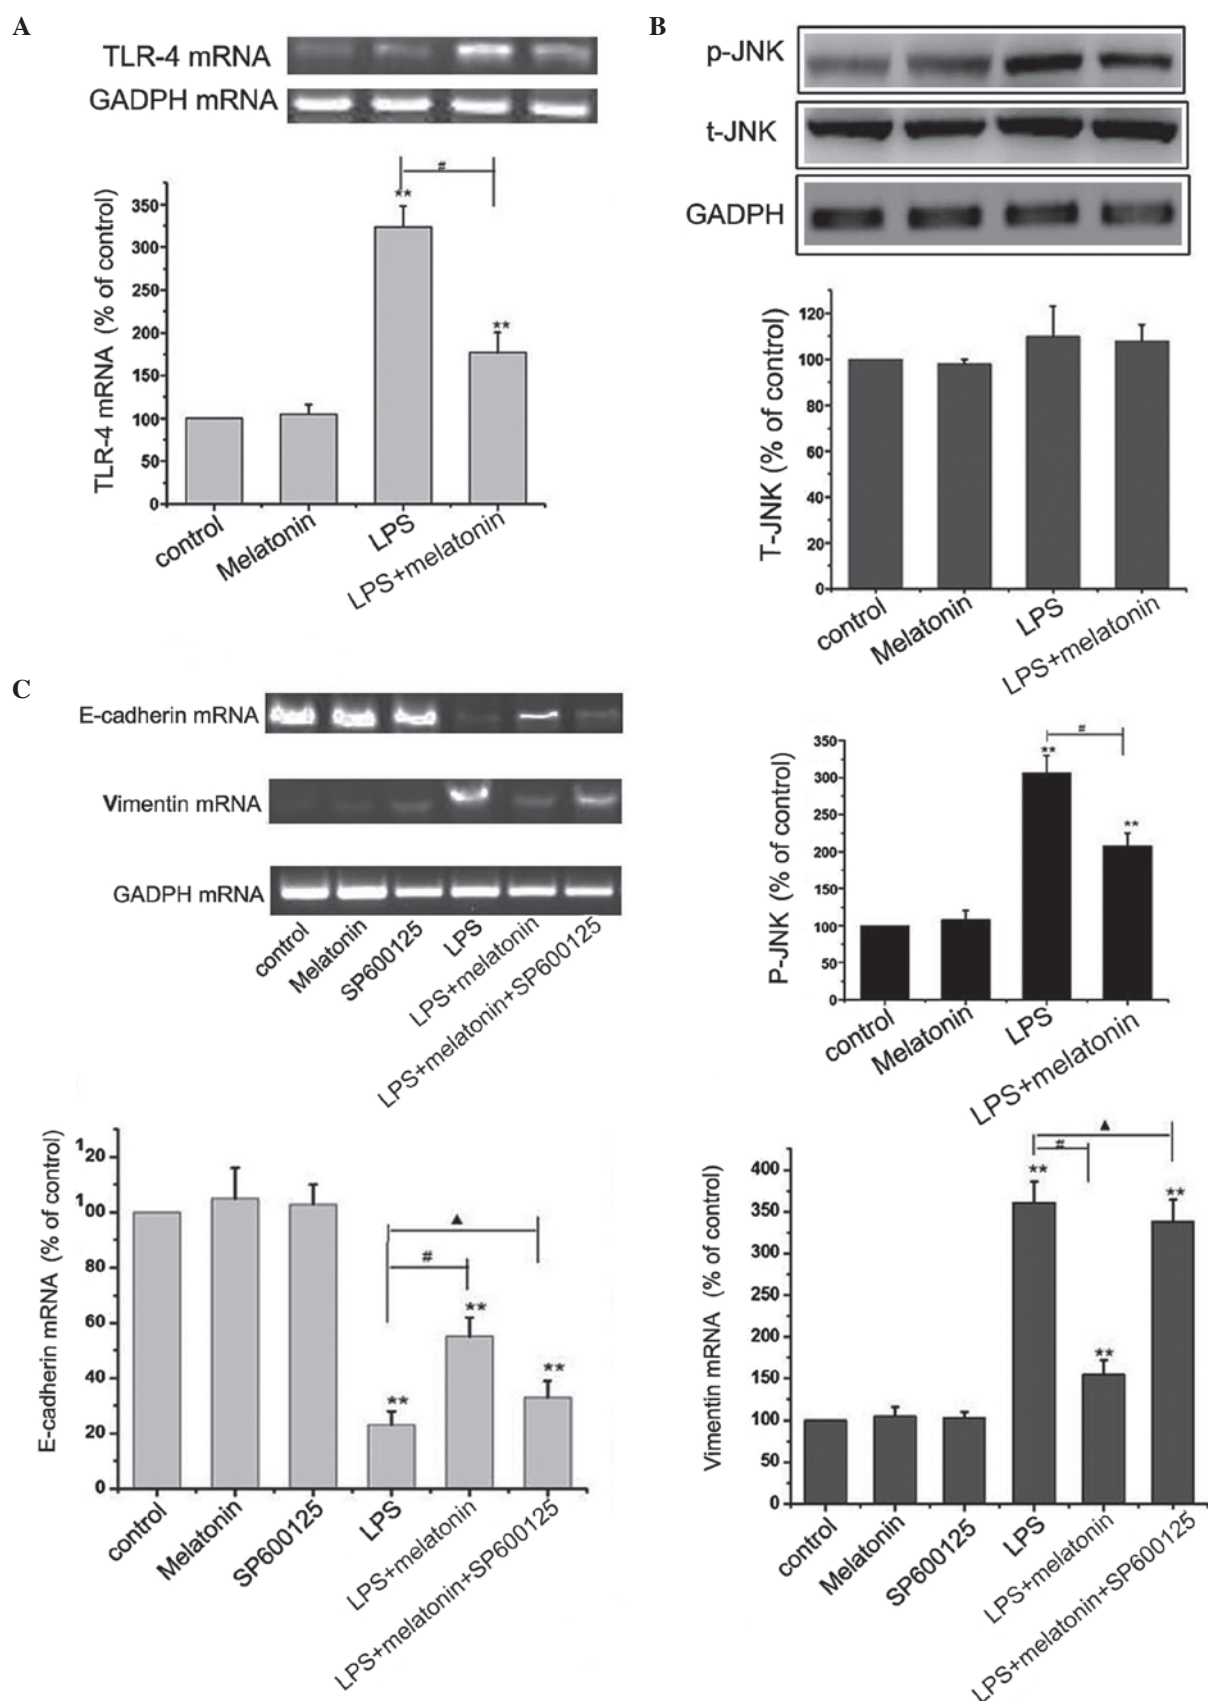 A
TLR-4 mRNA
GADPH mRNA
#
**
**
TLR-4 mRNA (% of control)
350
300
250
200
150
100
50
0
control
Melatonin
LPS
LPS+melatonin
B
p-JNK
t-JNK
GADPH
T-JNK (% of control)
120
100
80
60
40
20
0
control
Melatonin
LPS
LPS+melatonin
#
**
**
P-JNK (% of control)
350
300
250
200
150
100
50
0
control
Melatonin
LPS
LPS+melatonin
C
E-cadherin mRNA
Vimentin mRNA
GADPH mRNA
control
Melatonin
SP600125
LPS
LPS+melatonin
LPS+melatonin+SP600125
E-cadherin mRNA (% of control)
120
100
80
60
40
20
0
▲
#
**
**
**
control
Melatonin
SP600125
LPS
LPS+melatonin
LPS+melatonin+SP600125
Vimentin mRNA (% of control)
400
350
300
250
200
150
100
50
0
▲
#
**
**
**
control
Melatonin
SP600125
LPS
LPS+melatonin
LPS+melatonin+SP600125